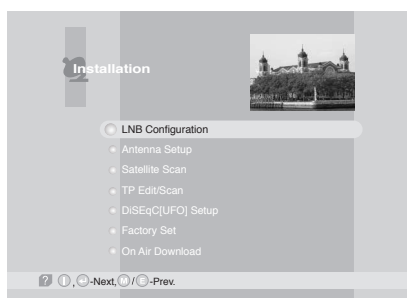 Installation
LNB Configuration
Antenna Setup
Satellite Scan
TP Edit/Scan
DiSEqC[UFO] Setup
Factory Set
On Air Download
? , -Next, M / E -Prev.